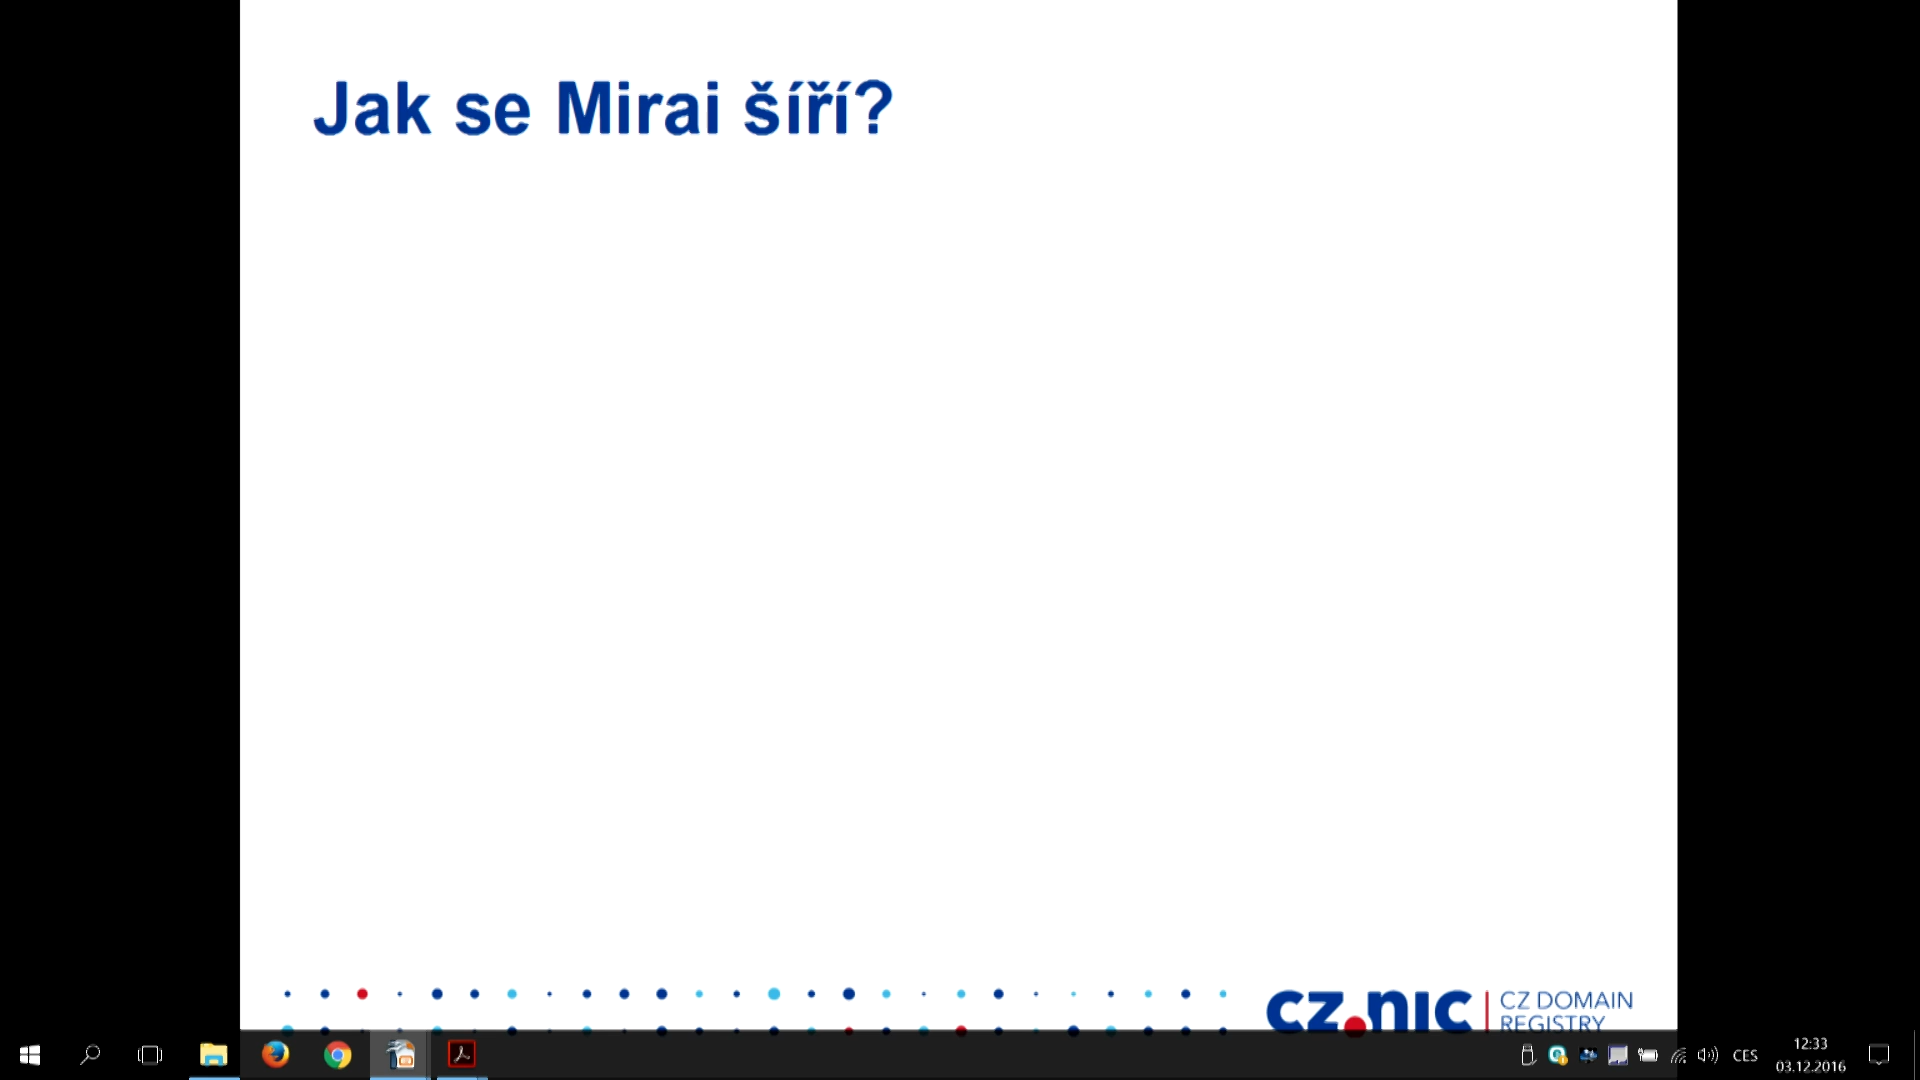 Jak se Mirai šíří?
CZ.NIC
CZ DOMAIN
REGISTRY
CES
12:33
03.12.2016